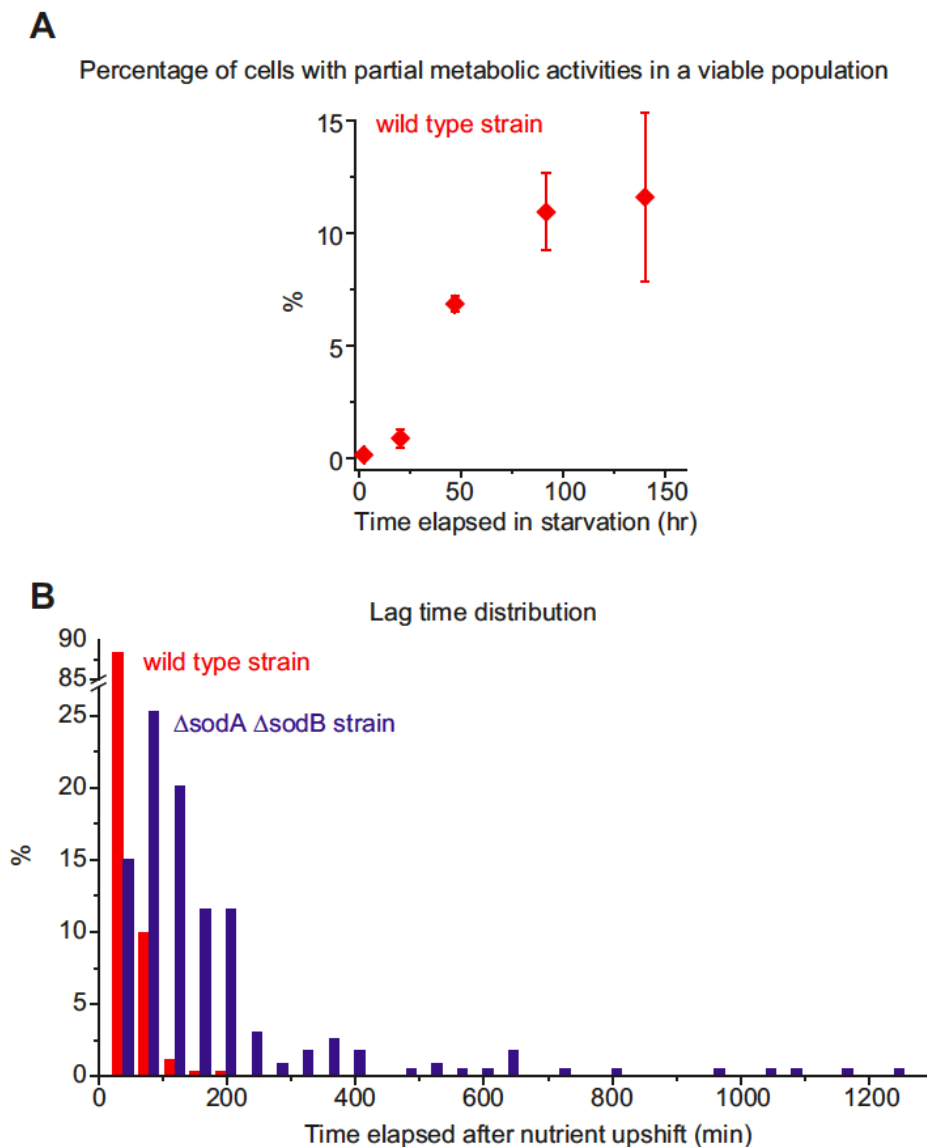 A
Percentage of cells with partial metabolic activities in a viable population
wild type strain
15
10
5
0
%
0 50 100 150
Time elapsed in starvation (hr)
B
Lag time distribution
90
85
25
20
15
10
5
0
%
wild type strain
ΔsodA ΔsodB strain
0 200 400 600 800 1000 1200
Time elapsed after nutrient upshift (min)